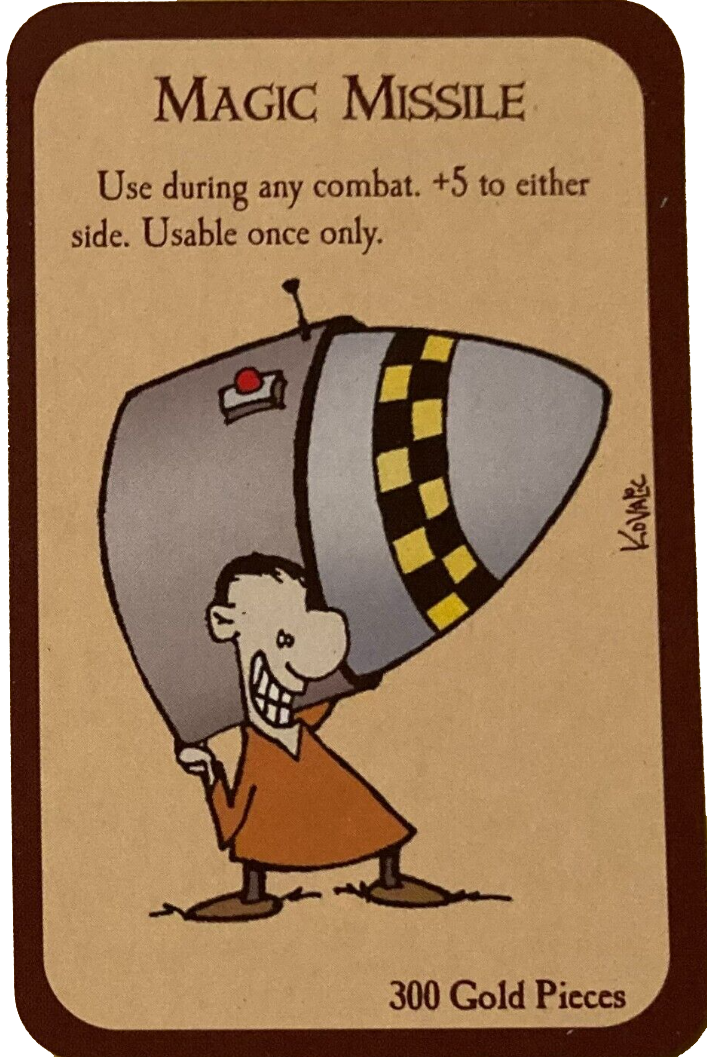 Magic Missile
Use during any combat. +5 to either
side. Usable once only.
Kovalic
300 Gold Pieces